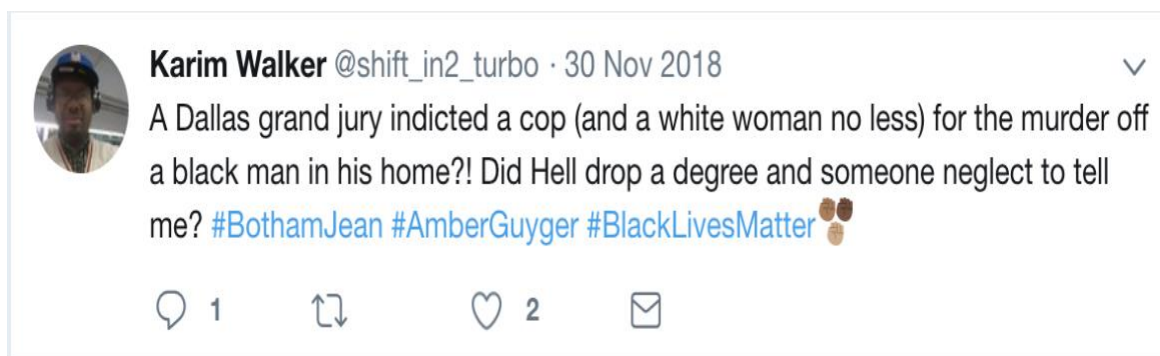 Karim Walker @shift_in2_turbo · 30 Nov 2018
A Dallas grand jury indicted a cop (and a white woman no less) for the murder off
a black man in his home?! Did Hell drop a degree and someone neglect to tell
me? #BothamJean #AmberGuyger #BlackLivesMatter✊🏾✊🏿✊🏼
1 2